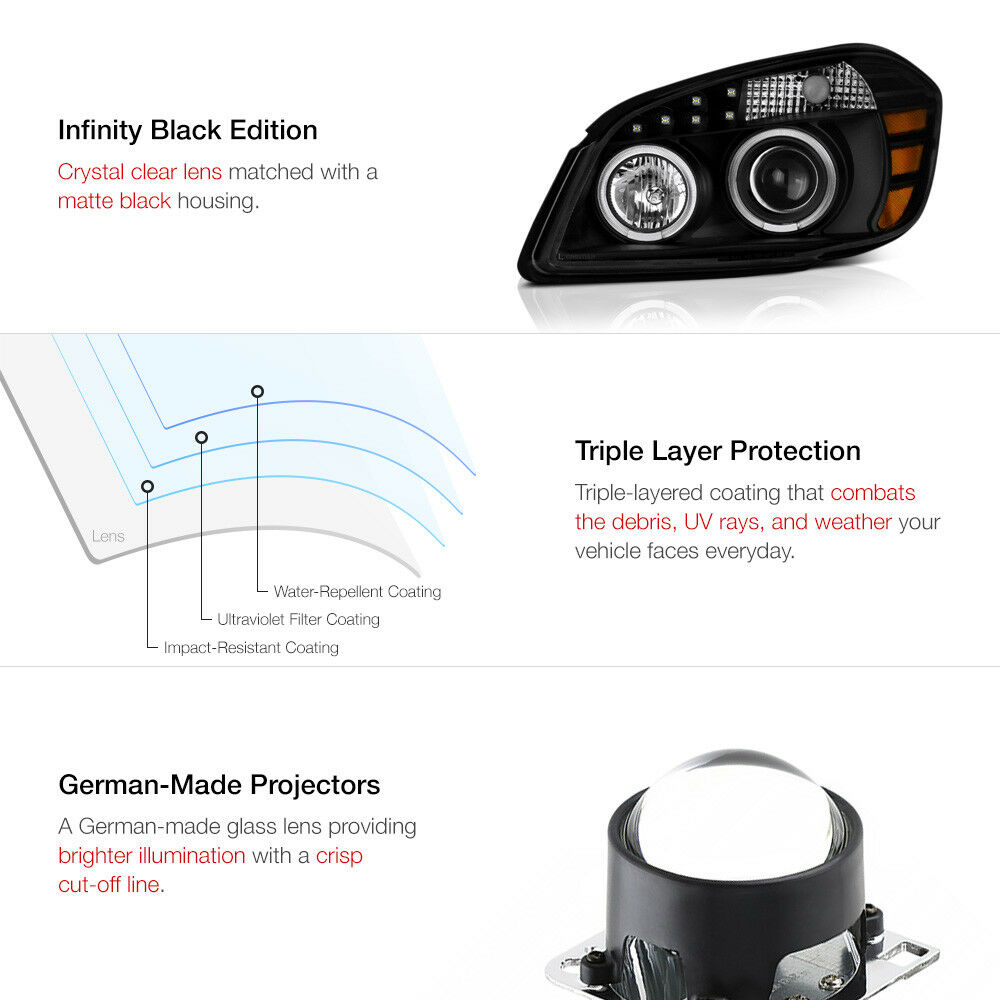 Infinity Black Edition
Crystal clear lens matched with a
matte black housing.
Lens
Water-Repellent Coating
Ultraviolet Filter Coating
Impact-Resistant Coating
Triple Layer Protection
Triple-layered coating that combats
the debris, UV rays, and weather your
vehicle faces everyday.
German-Made Projectors
A German-made glass lens providing
brighter illumination with a crisp
cut-off line.